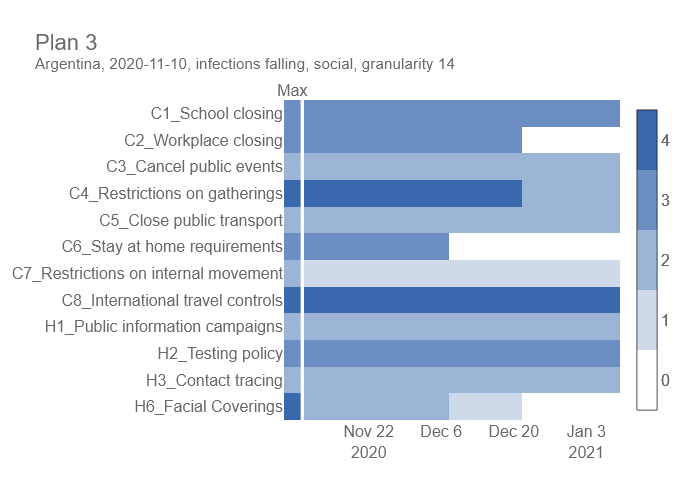 Plan 3
Argentina, 2020-11-10, infections falling, social, granularity 14
Max
C1_School closing
C2_Workplace closing
C3_Cancel public events
C4_Restrictions on gatherings
C5_Close public transport
C6_Stay at home requirements
C7_Restrictions on internal movement
C8_International travel controls
H1_Public information campaigns
H2_Testing policy
H3_Contact tracing
H6_Facial Coverings
4
3
2
1
0
Nov 22 Dec 6 Dec 20 Jan 3
2020 2021